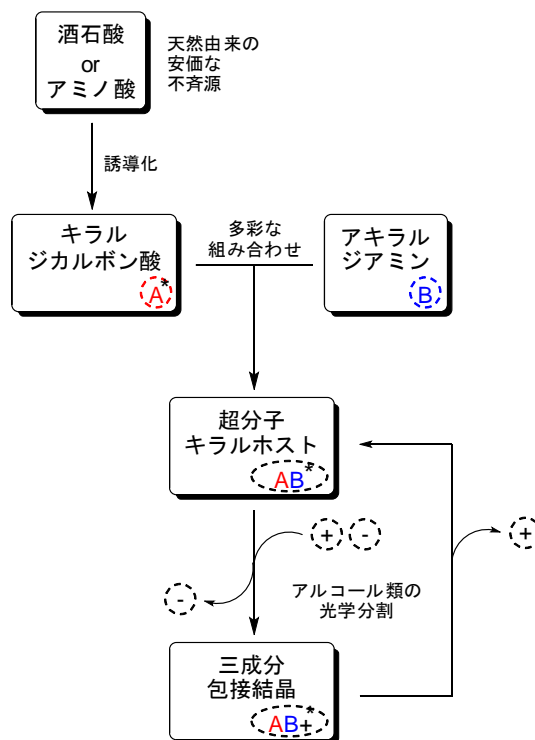 酒石酸
or
アミノ酸
天然由来の
安価な
不斉源
誘導化
キラル
ジカルボン酸
A*
多彩な
組み合わせ
アキラル
ジアミン
B
超分子
キラルホスト
AB*
+ -
-
+
アルコール類の
光学分割
三成分
包接結晶
AB+*